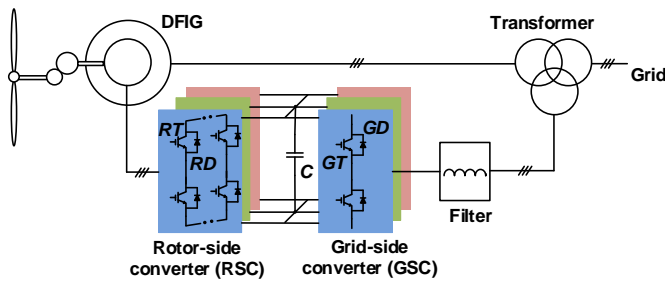 DFIG
Transformer
Grid
RT
RD
C
GT
GD
Filter
Rotor-side
converter (RSC)
Grid-side
converter (GSC)